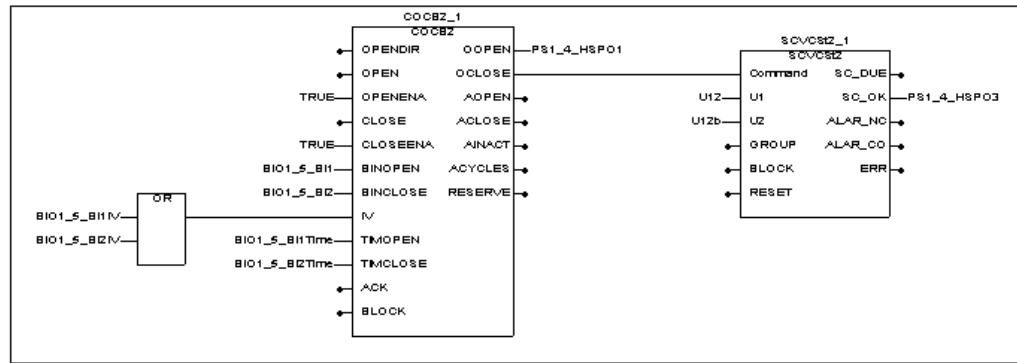 COCB2_1
COCB2
SCVCSt2_1
SCVCSt2
OPENDIR OOPEN PS1_4_HSPO1
OPEN OCLOSE Command SC_DUE
TRUE OPENENA AOPEN U12 U1 SC_OK PS1_4_HSPO3
CLOSE ACLOSE U12b U2 ALAR_NC
TRUE CLOSEENA AINACT GROUP ALAR_CO
BIO1_5_BI1 BINOPEN ACYCLES BLOCK ERR
BIO1_5_BI2 BINCLOSE RESERVE RESET
OR
BIO1_5_BI1IV IV
BIO1_5_BI2IV BIO1_5_BI1Time TIMOPEN
BIO1_5_BI2Time TIMCLOSE
ACK
BLOCK